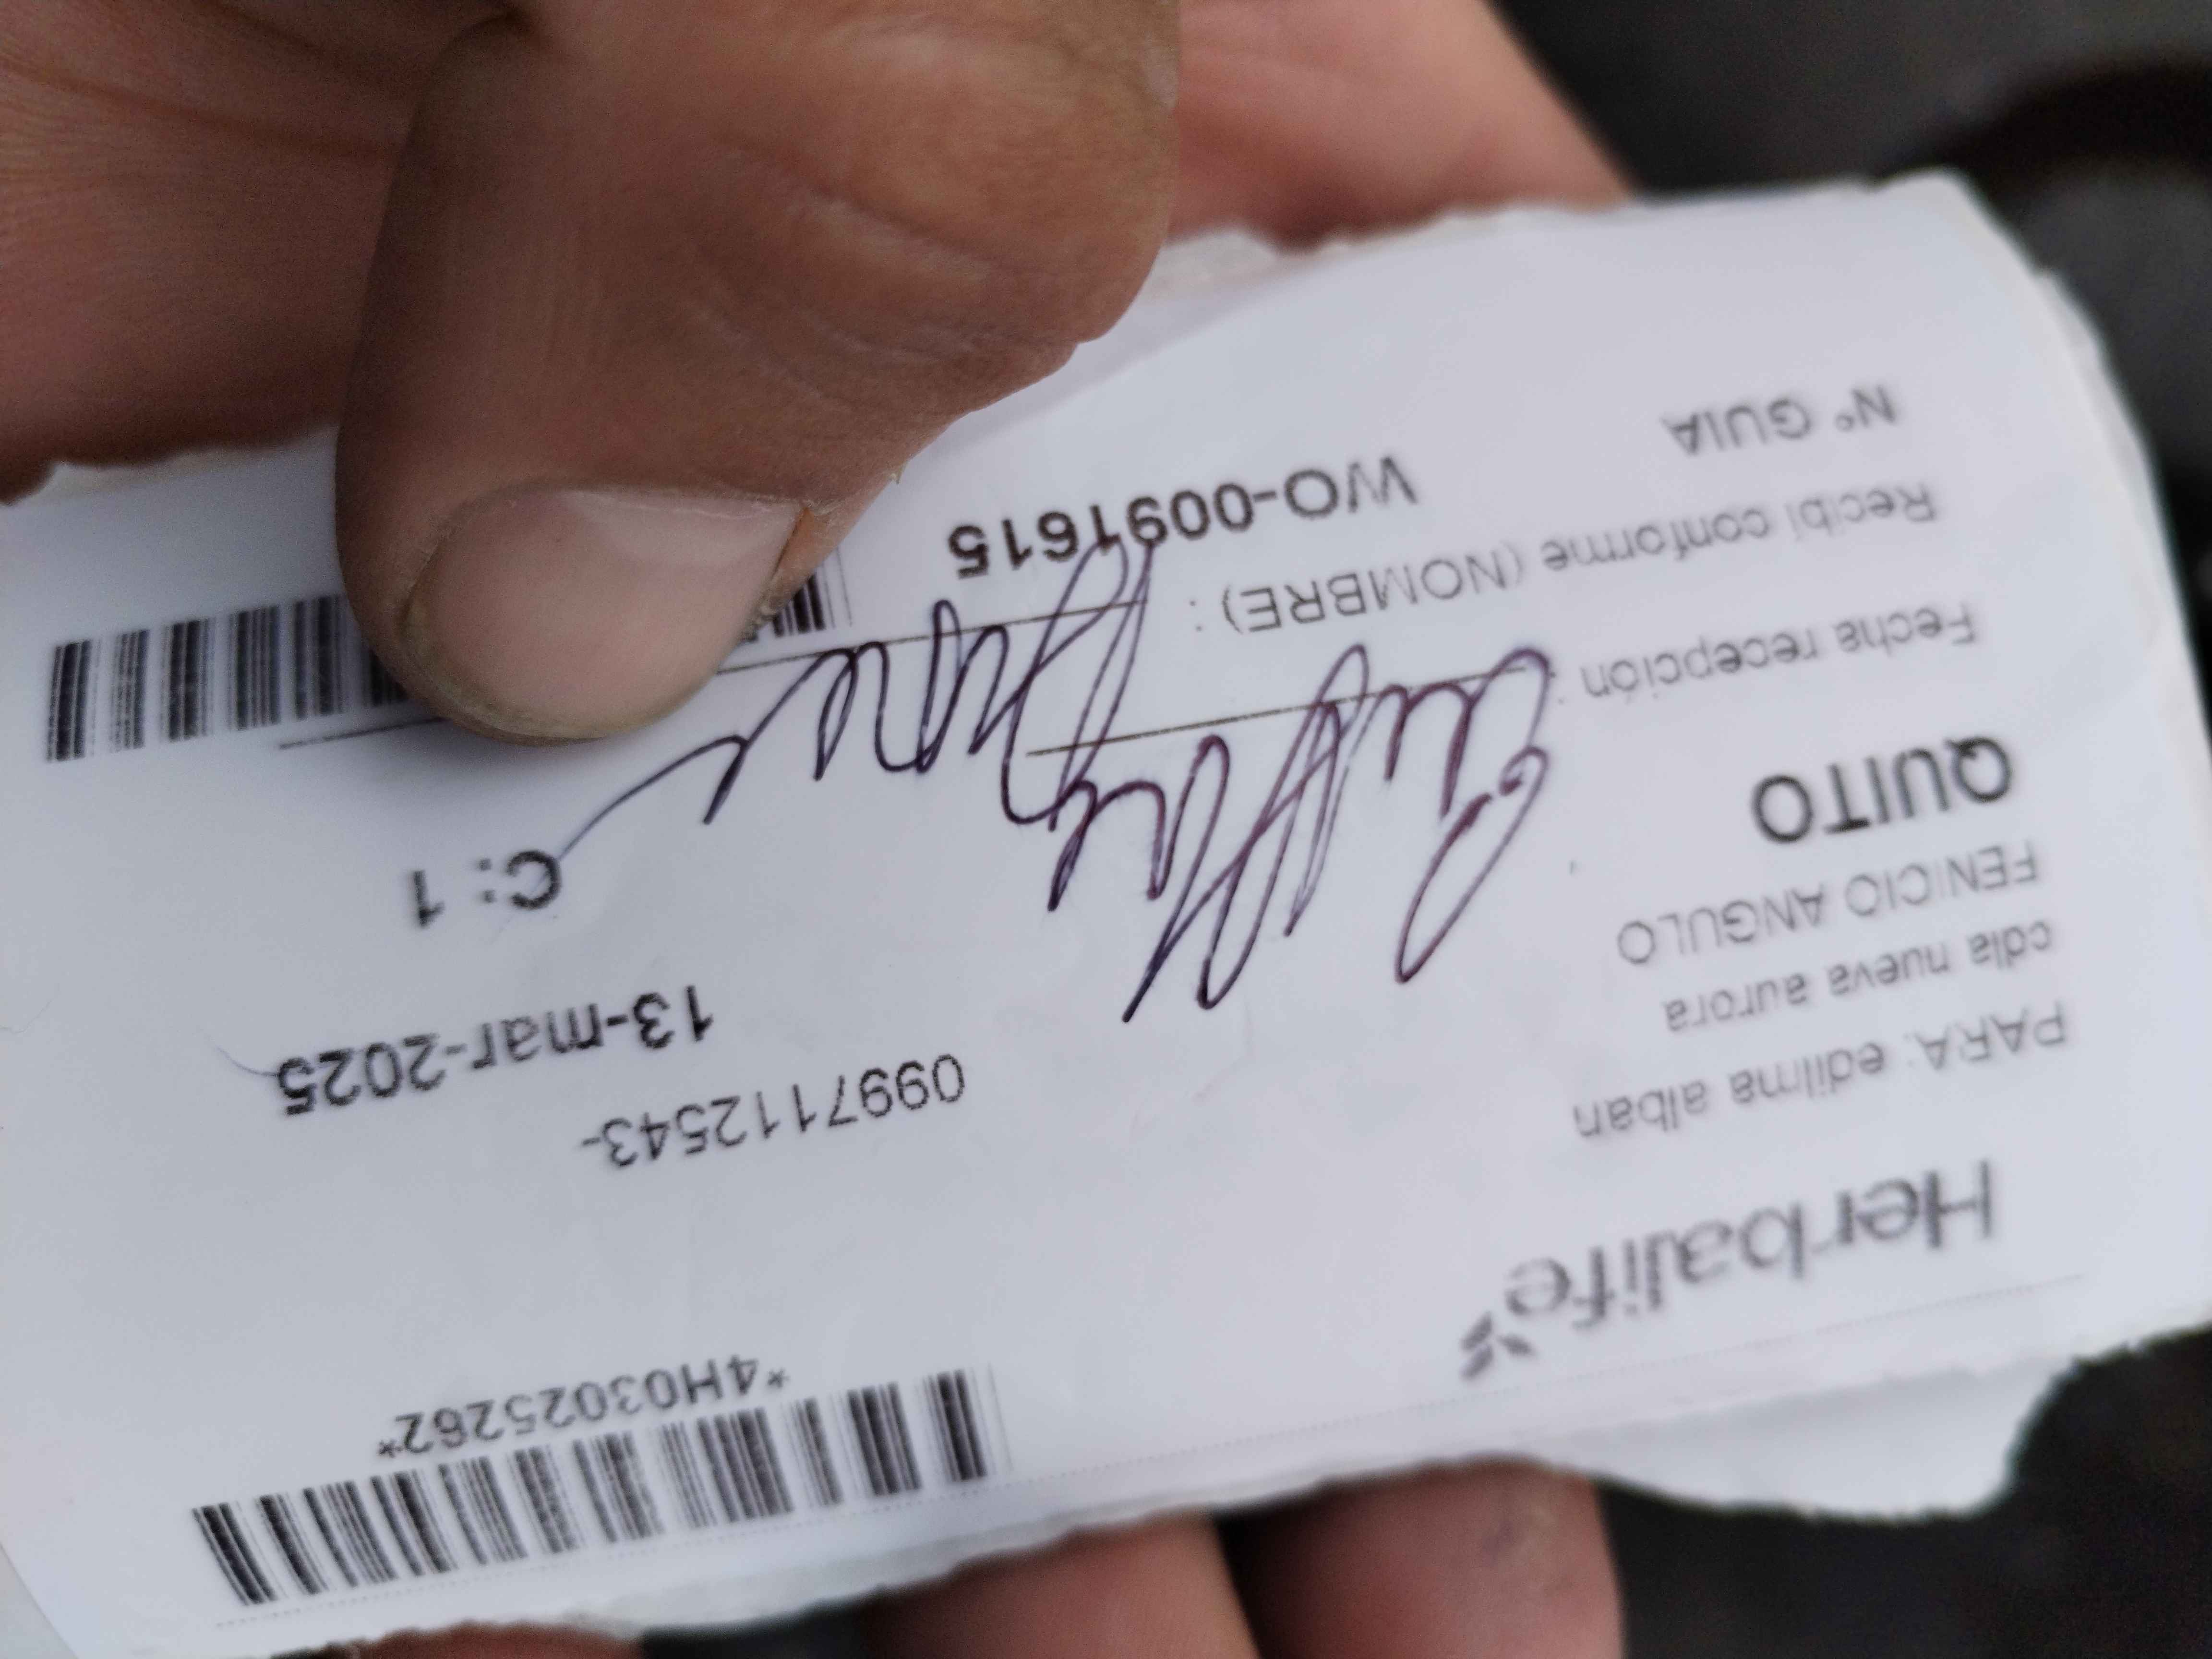 *4H03025262*
Herbalife
PARA: edilma alban
0997112543-
cdla nueva aurora
FENICIO ANGULO
13-mar-2025
QUITO
C: 1
Fecha recepción :
Recibí conforme (NOMBRE) :
Nº GUIA
WO-0091615